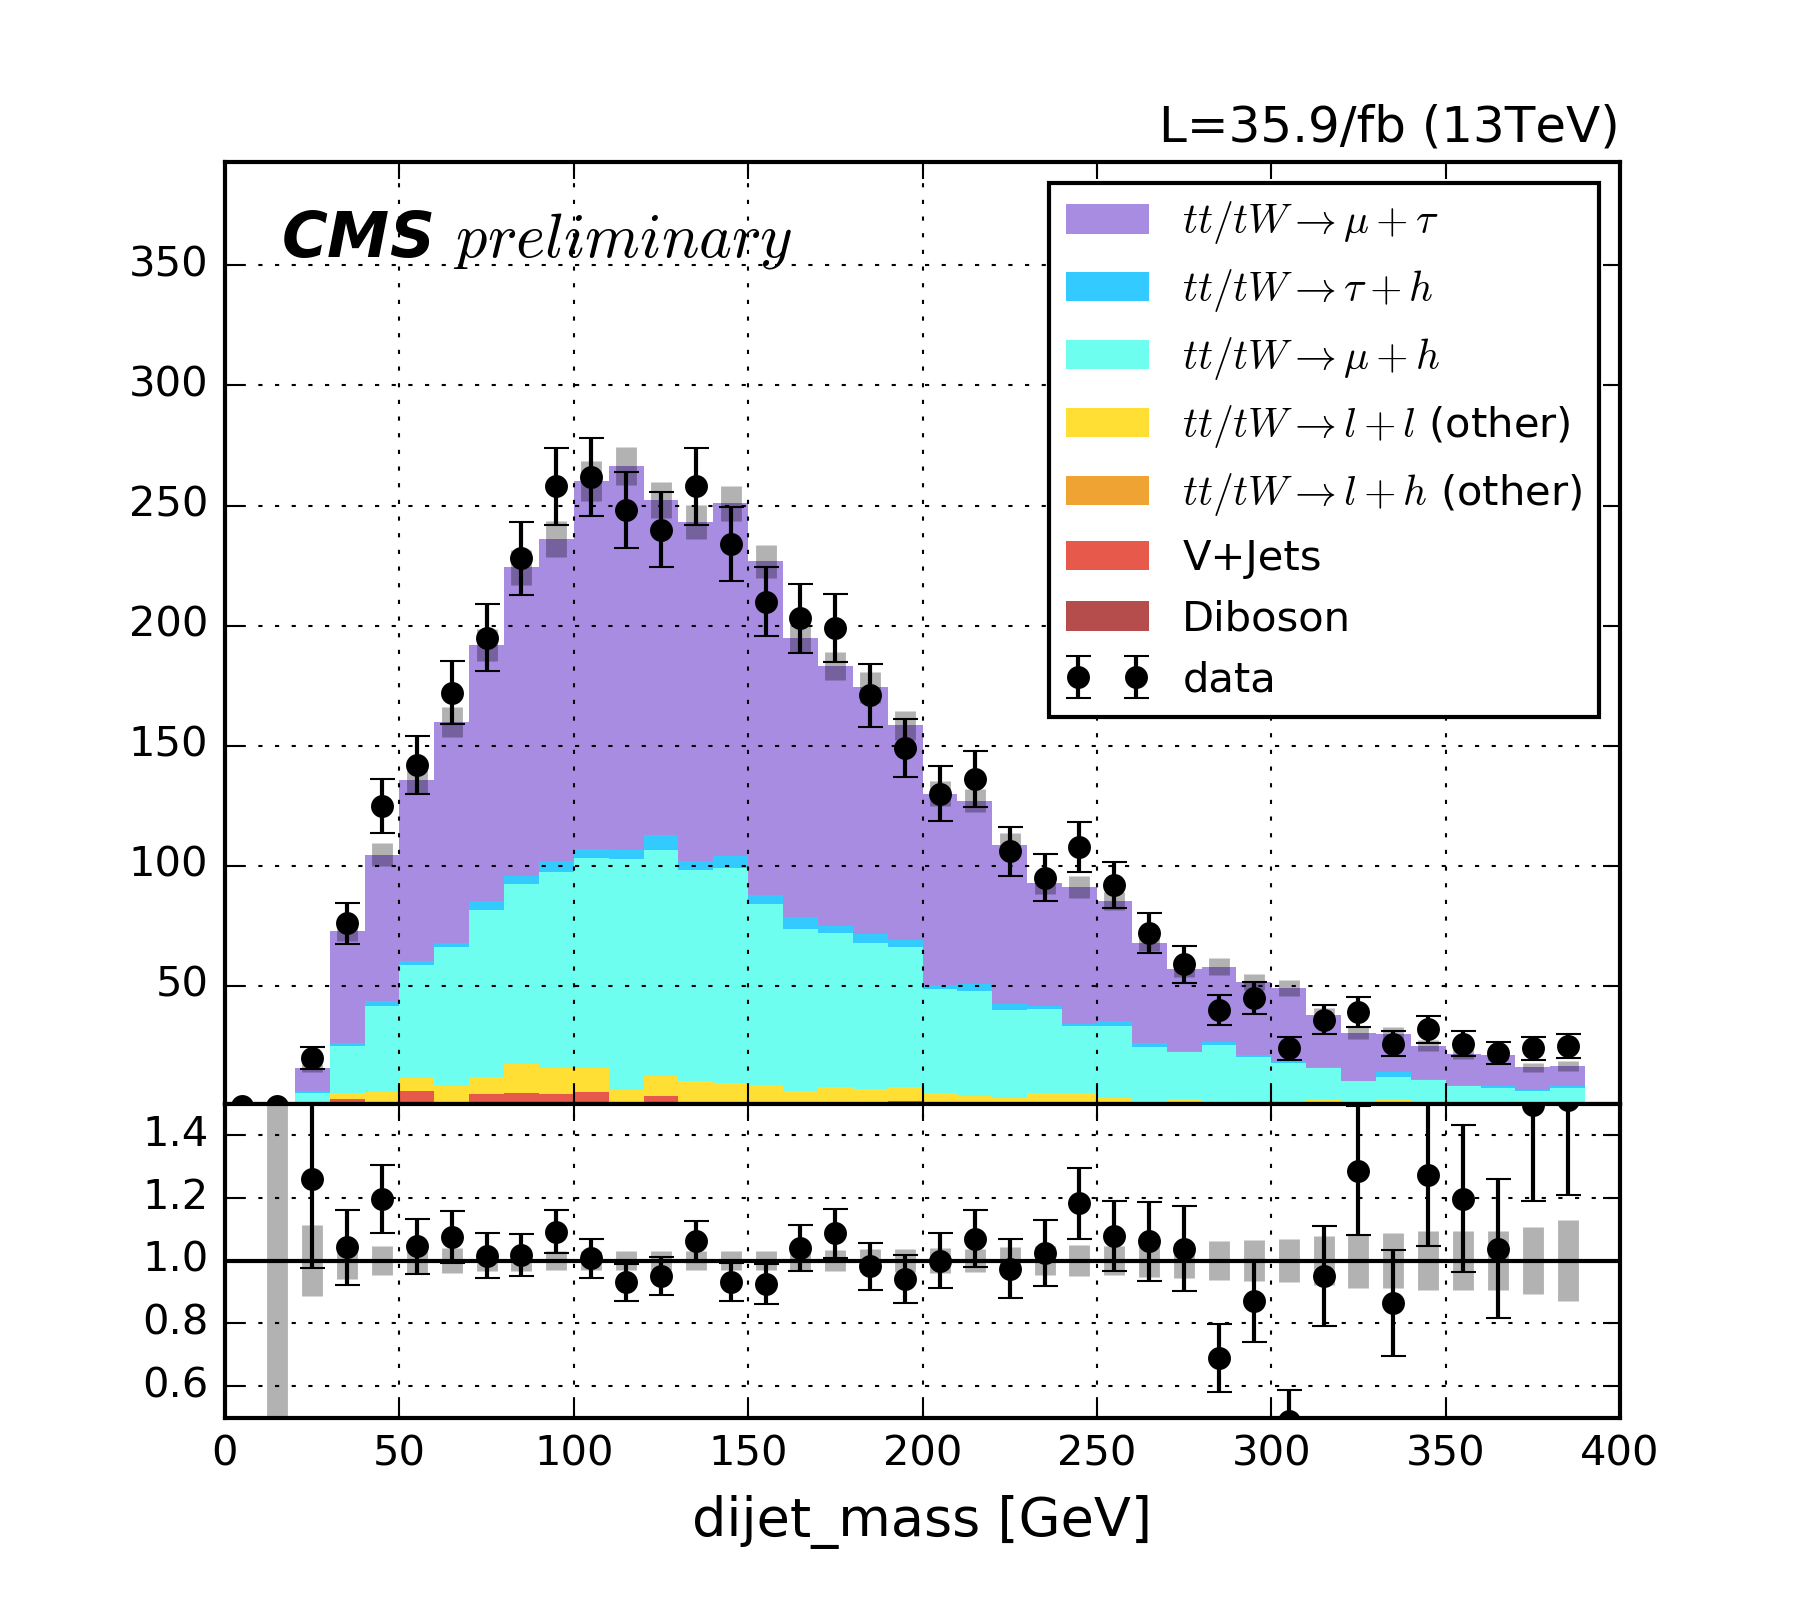 L=35.9/fb (13TeV)
CMS preliminary
350
300
250
200
150
100
50
tt/tW → μ + τ
tt/tW → τ + h
tt/tW → μ + h
tt/tW → l + l (other)
tt/tW → l + h (other)
V+Jets
Diboson
data
1.4
1.2
1.0
0.8
0.6
0 50 100 150 200 250 300 350 400
dijet_mass [GeV]